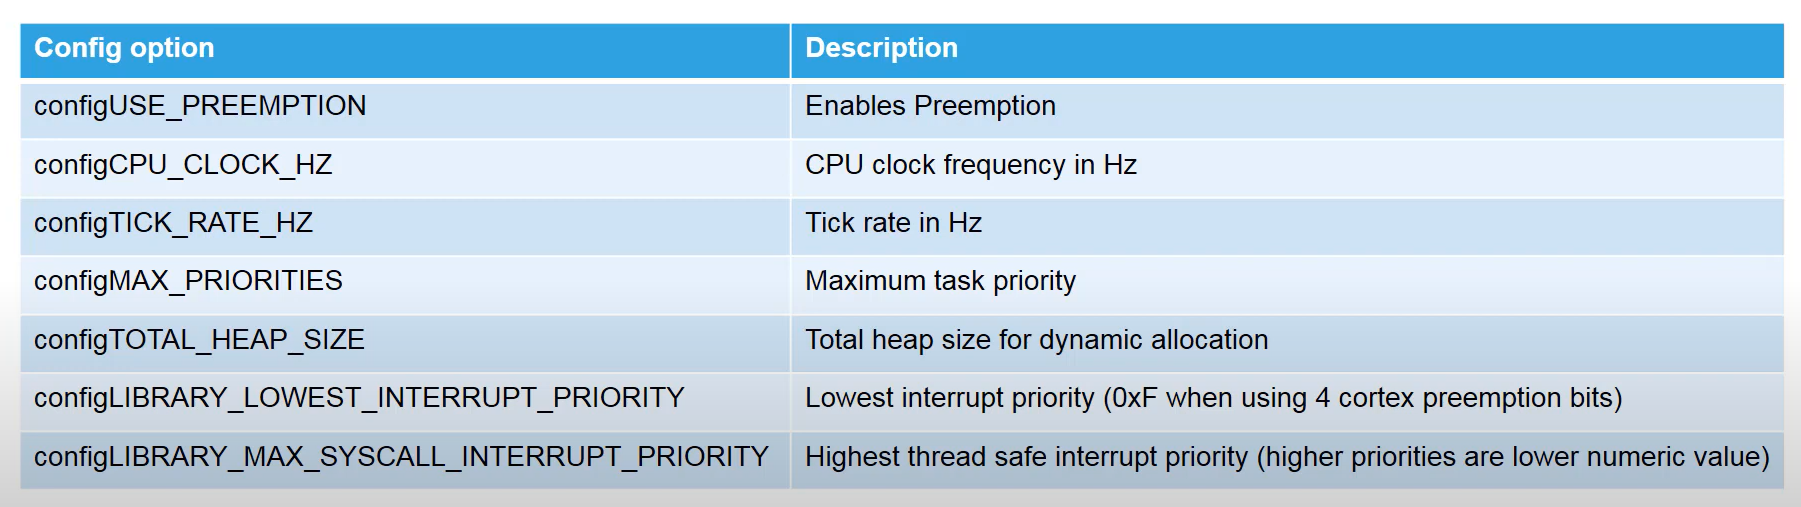 Config option Description
configUSE_PREEMPTION Enables Preemption
configCPU_CLOCK_HZ CPU clock frequency in Hz
configTICK_RATE_HZ Tick rate in Hz
configMAX_PRIORITIES Maximum task priority
configTOTAL_HEAP_SIZE Total heap size for dynamic allocation
configLIBRARY_LOWEST_INTERRUPT_PRIORITY Lowest interrupt priority (0xF when using 4 cortex preemption bits)
configLIBRARY_MAX_SYSCALL_INTERRUPT_PRIORITY Highest thread safe interrupt priority (higher priorities are lower numeric value)